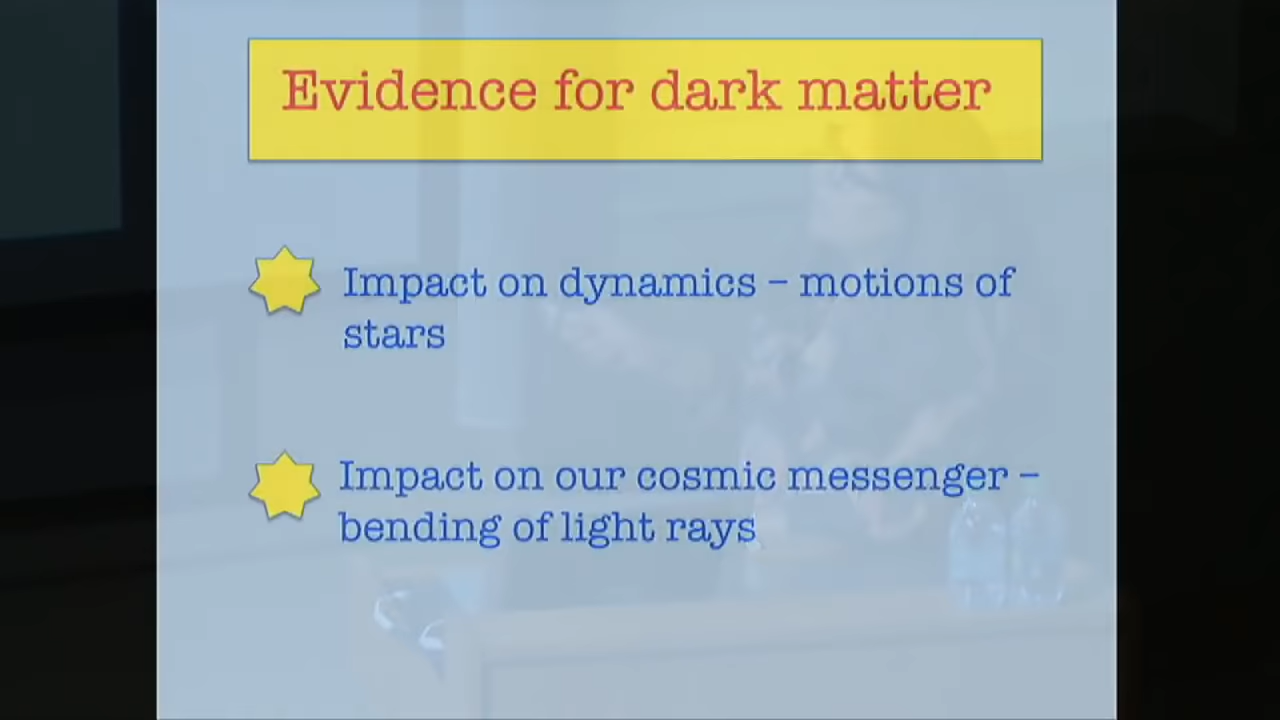 Evidence for dark matter
Impact on dynamics – motions of
stars
Impact on our cosmic messenger –
bending of light rays